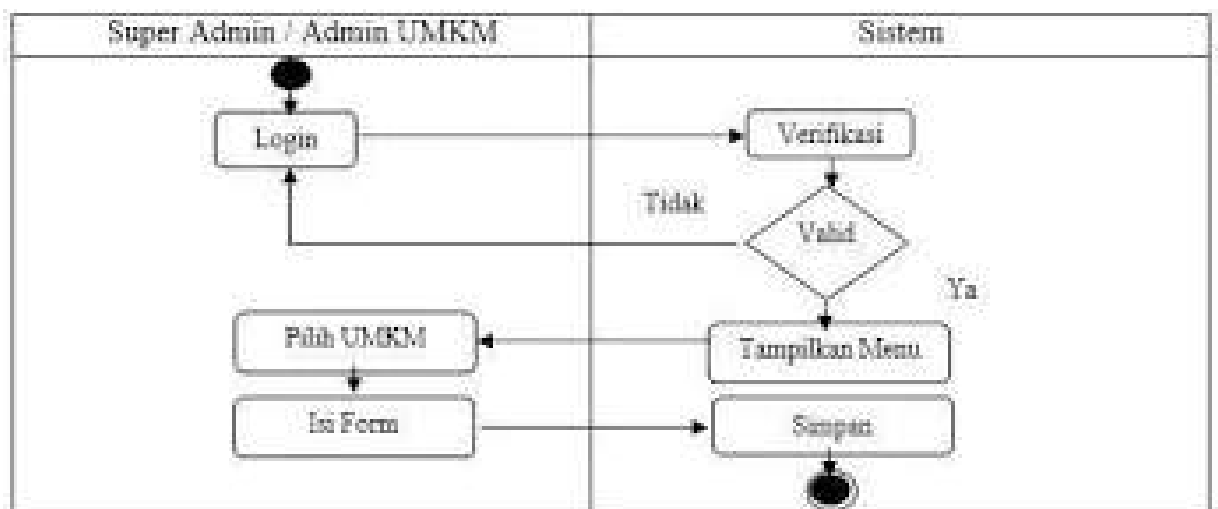 Super Admin / Admin UMKM
Sistem
Login
Verifikasi
Tidak
Valid
Ya
Pilih UMKM
Tampilkan Menu
Isi Form
Simpan